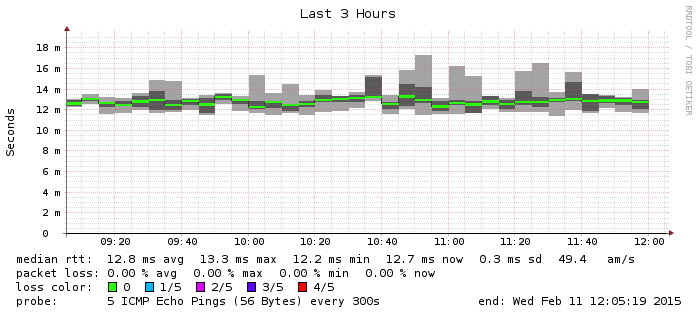 Last 3 Hours
RRDTOOL / TOBI OETIKER
Seconds
18 m
16 m
14 m
12 m
10 m
8 m
6 m
4 m
2 m
0
09:20 09:40 10:00 10:20 10:40 11:00 11:20 11:40 12:00
median rtt: 12.8 ms avg 13.3 ms max 12.2 ms min 12.7 ms now 0.3 ms sd 49.4 am/s
packet loss: 0.00 % avg 0.00 % max 0.00 % min 0.00 % now
loss color: 0 1/5 2/5 3/5 4/5
probe: 5 ICMP Echo Pings (56 Bytes) every 300s end: Wed Feb 11 12:05:19 2015